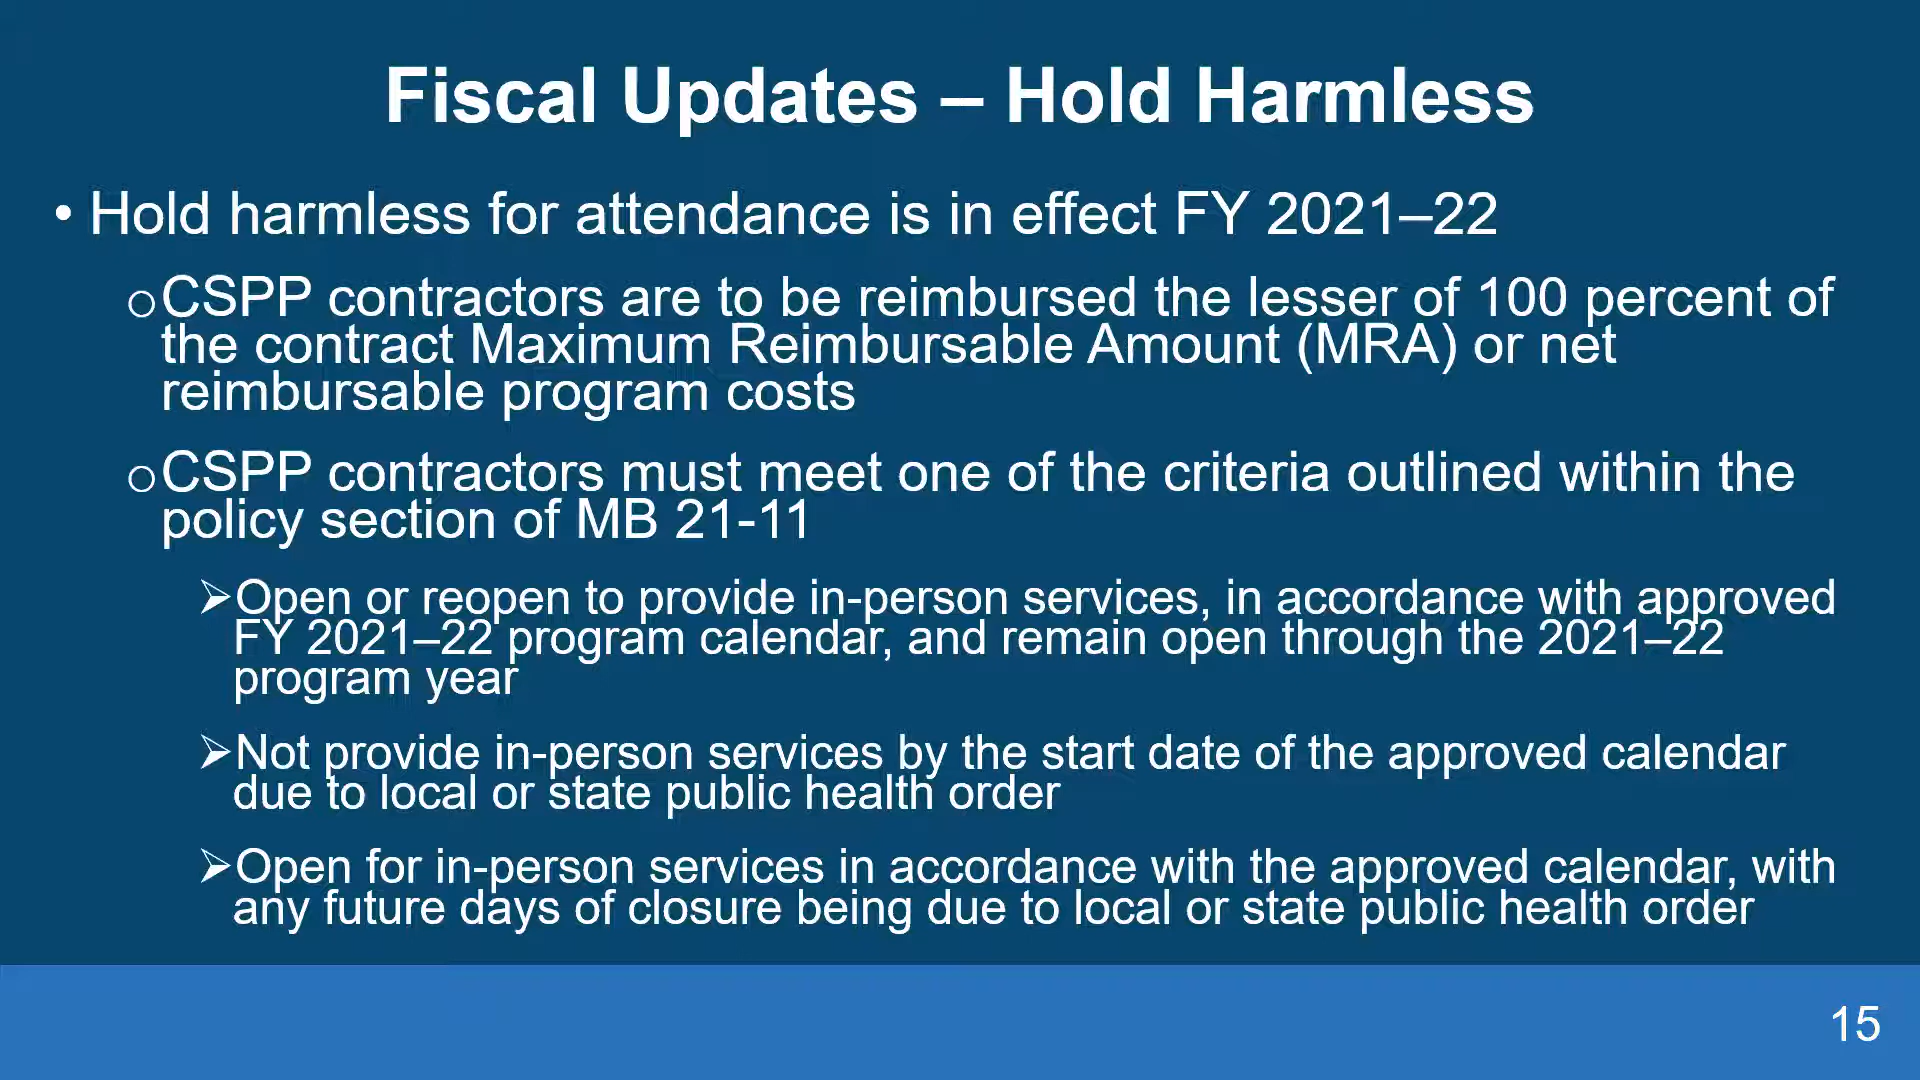 Fiscal Updates – Hold Harmless
• Hold harmless for attendance is in effect FY 2021–22
oCSPP contractors are to be reimbursed the lesser of 100 percent of
the contract Maximum Reimbursable Amount (MRA) or net
reimbursable program costs
oCSPP contractors must meet one of the criteria outlined within the
policy section of MB 21-11
➢Open or reopen to provide in-person services, in accordance with approved
FY 2021–22 program calendar, and remain open through the 2021–22
program year
➢Not provide in-person services by the start date of the approved calendar
due to local or state public health order
➢Open for in-person services in accordance with the approved calendar, with
any future days of closure being due to local or state public health order
15